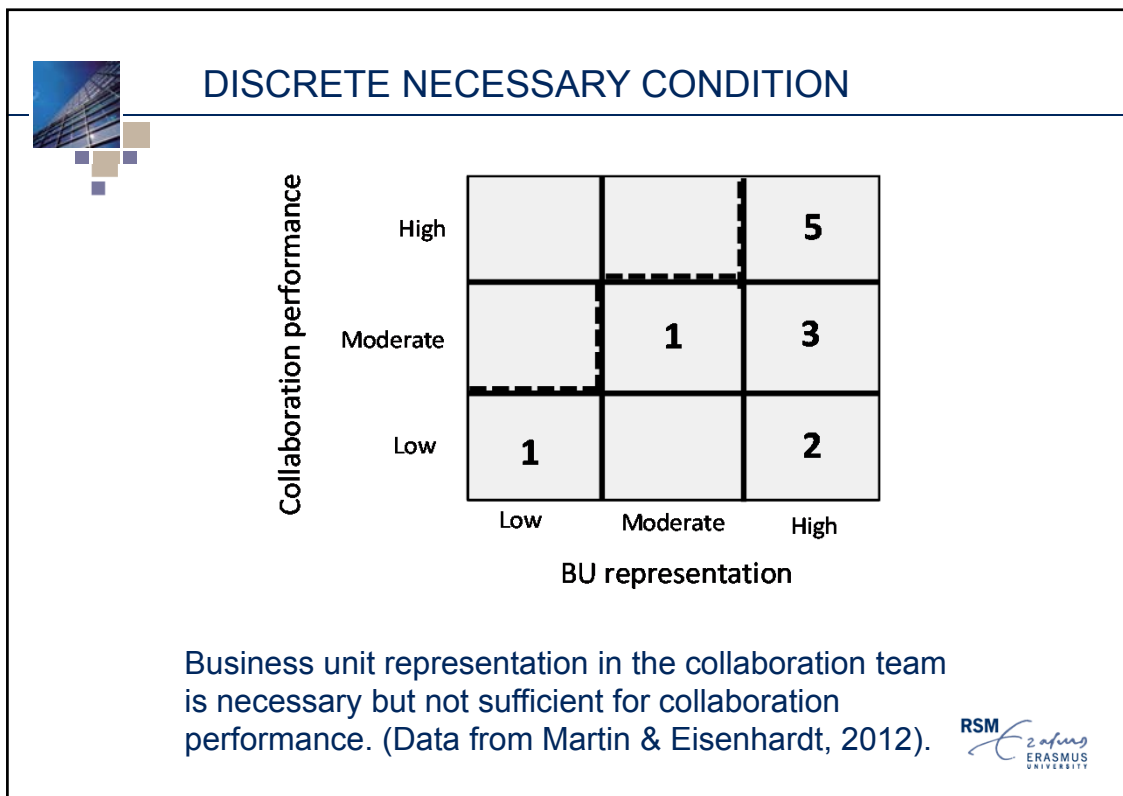 DISCRETE NECESSARY CONDITION
Collaboration performance
High
5
Moderate
1
3
Low
1
2
Low
Moderate
High
BU representation
Business unit representation in the collaboration team
is necessary but not sufficient for collaboration
performance. (Data from Martin & Eisenhardt, 2012).
RSM
Erasmus
ERASMUS
UNIVERSITY